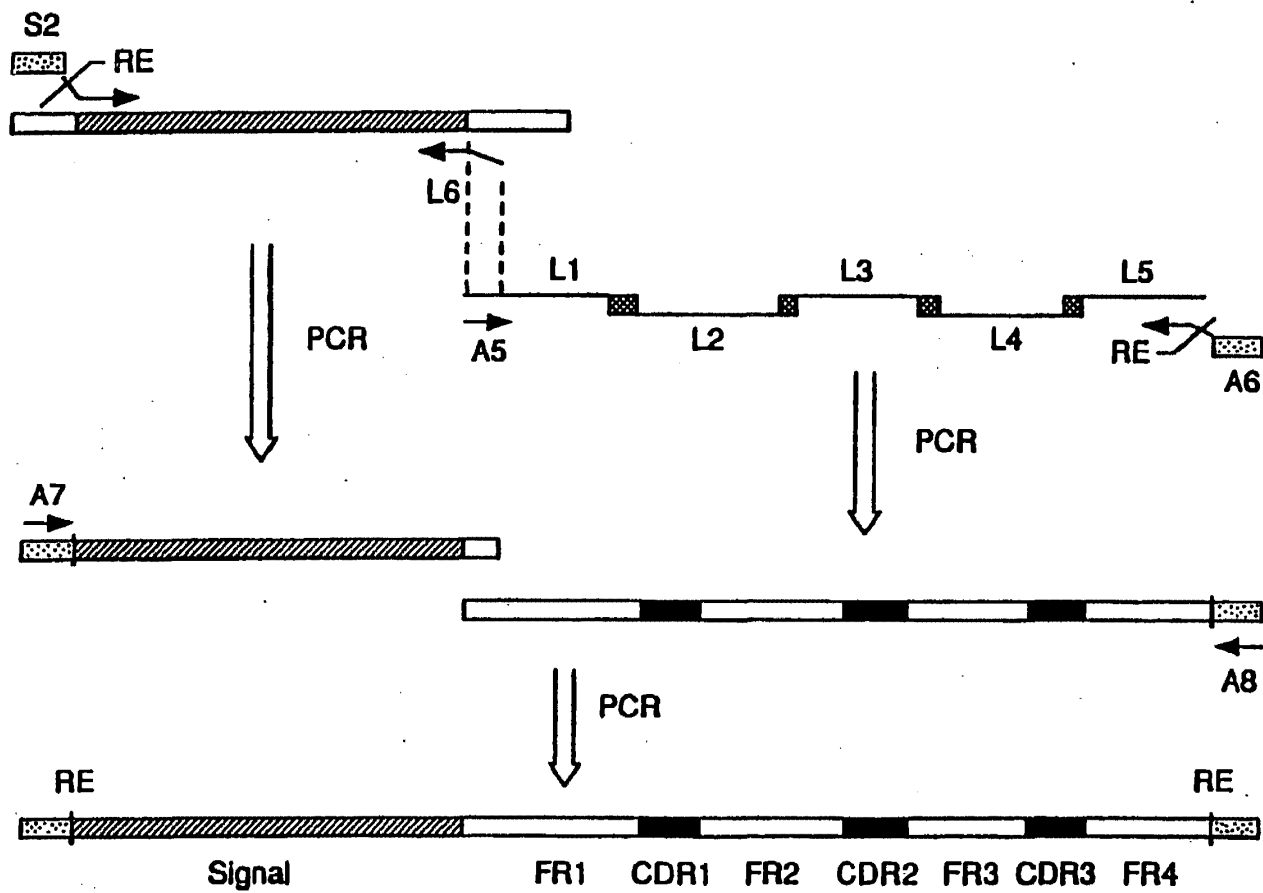 S2
RE
L6
L1
L3
L5
PCR
A5
L2
L4
RE
A6
PCR
A7
A8
PCR
RE
RE
Signal
FR1
CDR1
FR2
CDR2
FR3
CDR3
FR4